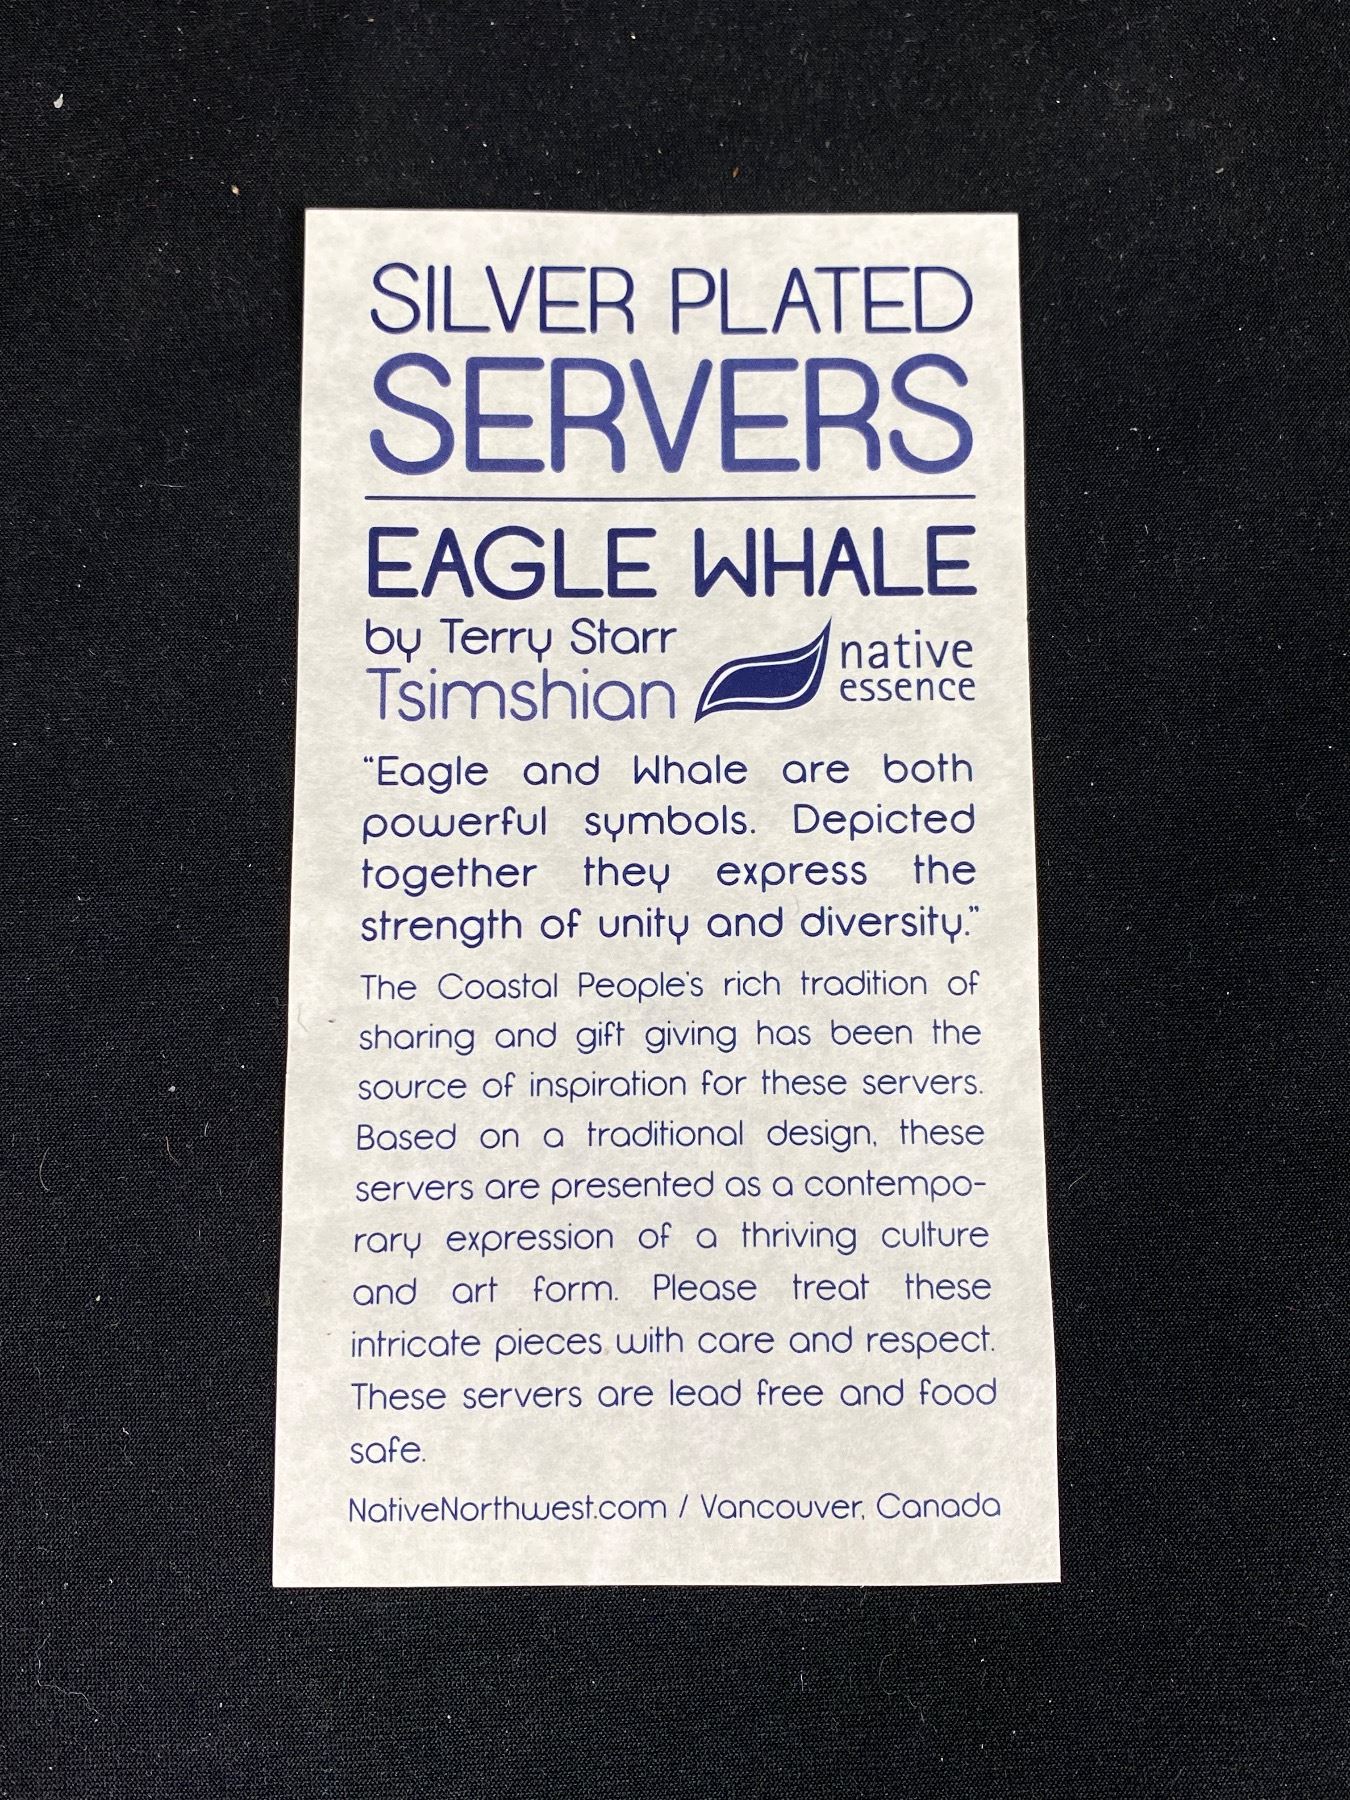 SILVER PLATED
SERVERS
EAGLE WHALE
by Terry Starr
Tsimshian
native
essence
“Eagle and Whale are both
powerful symbols. Depicted
together they express the
strength of unity and diversity.”
The Coastal People's rich tradition of
sharing and gift giving has been the
source of inspiration for these servers.
Based on a traditional design, these
servers are presented as a contempo-
rary expression of a thriving culture
and art form. Please treat these
intricate pieces with care and respect.
These servers are lead free and food
safe.
NativeNorthwest.com / Vancouver, Canada